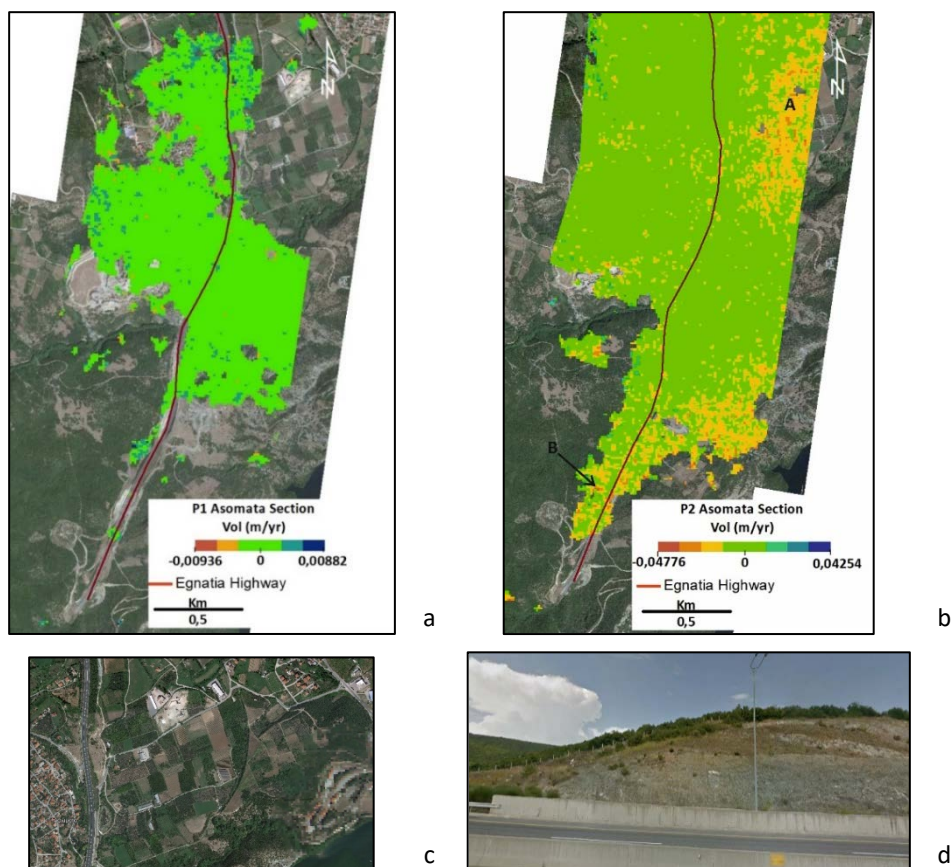 N
P1 Asomata Section
Vol (m/yr)
-0,00936 0 0,00882
Egnatia Highway
Km
0,5
a
N
A
B
P2 Asomata Section
Vol (m/yr)
-0,04776 0 0,04254
Egnatia Highway
Km
0,5
b
c
d